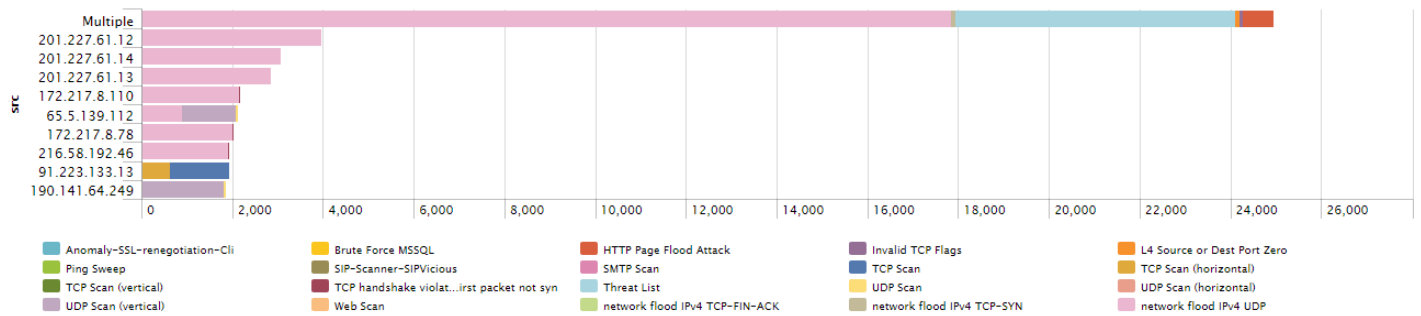 src
Multiple
201.227.61.12
201.227.61.14
201.227.61.13
172.217.8.110
65.5.139.112
172.217.8.78
216.58.192.46
91.223.133.13
190.141.64.249
0 2,000 4,000 6,000 8,000 10,000 12,000 14,000 16,000 18,000 20,000 22,000 24,000 26,000
Anomaly-SSL-renegotiation-Cli Brute Force MSSQL HTTP Page Flood Attack Invalid TCP Flags L4 Source or Dest Port Zero
Ping Sweep SIP-Scanner-SIPVicious SMTP Scan TCP Scan TCP Scan (horizontal)
TCP Scan (vertical) TCP handshake violat...irst packet not syn Threat List UDP Scan UDP Scan (horizontal)
UDP Scan (vertical) Web Scan network flood IPv4 TCP-FIN-ACK network flood IPv4 TCP-SYN network flood IPv4 UDP